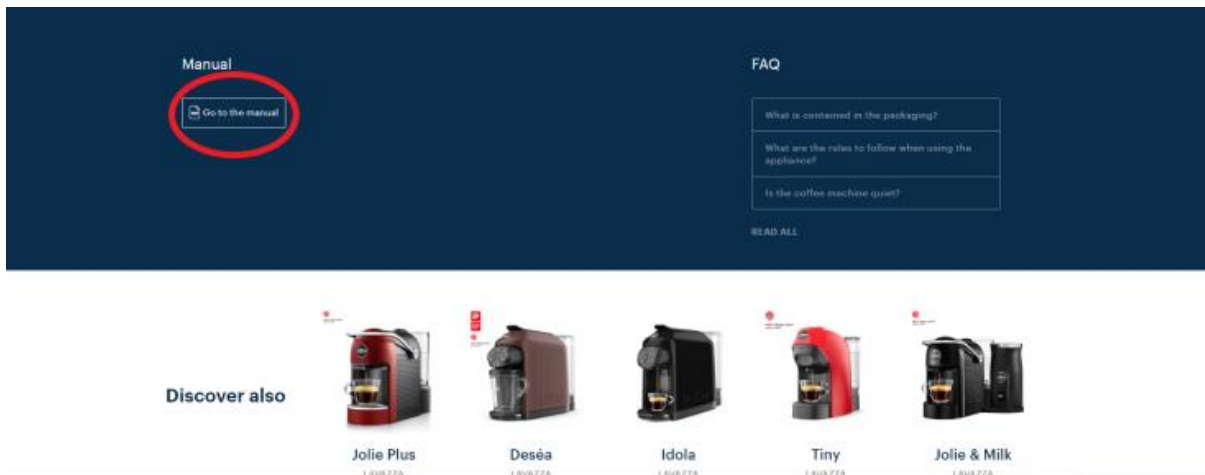 Manual
Go to the manual
FAQ
What is contained in the packaging?
What are the rules to follow when using the
appliance?
Is the coffee machine quiet?
READ ALL
Discover also
Jolie Plus
LAVAZZA
Deséa
LAVAZZA
Idola
LAVAZZA
Tiny
LAVAZZA
Jolie & Milk
LAVAZZA